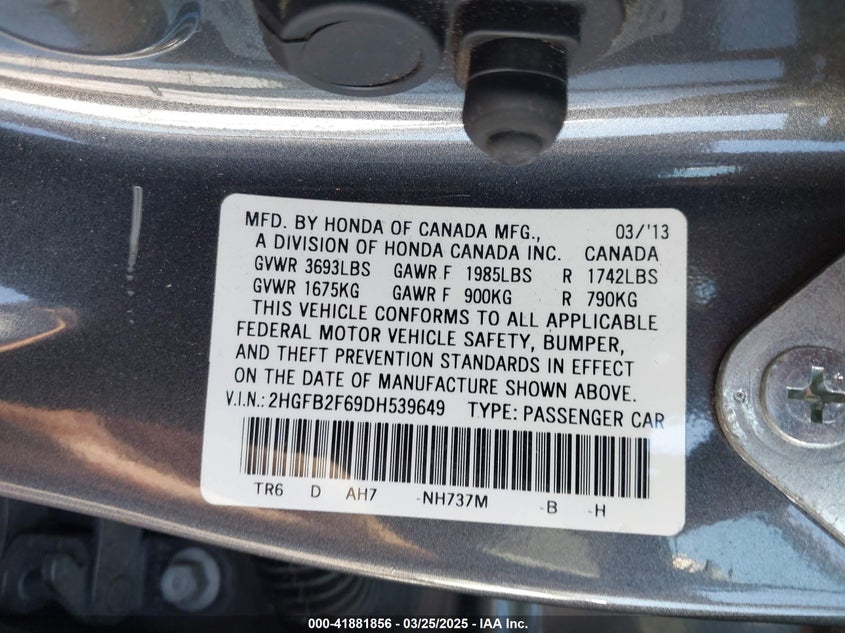 MFD. BY HONDA OF CANADA MFG., 03/'13
A DIVISION OF HONDA CANADA INC. CANADA
GVWR 3693LBS GAWR F 1985LBS R 1742LBS
GVWR 1675KG GAWR F 900KG R 790KG
THIS VEHICLE CONFORMS TO ALL APPLICABLE
FEDERAL MOTOR VEHICLE SAFETY, BUMPER,
AND THEFT PREVENTION STANDARDS IN EFFECT
ON THE DATE OF MANUFACTURE SHOWN ABOVE.
V.I.N.: 2HGFB2F69DH539649 TYPE: PASSENGER CAR
TR6 D AH7 -NH737M -B -H
000-41881856 — 03/25/2025 — IAA Inc.